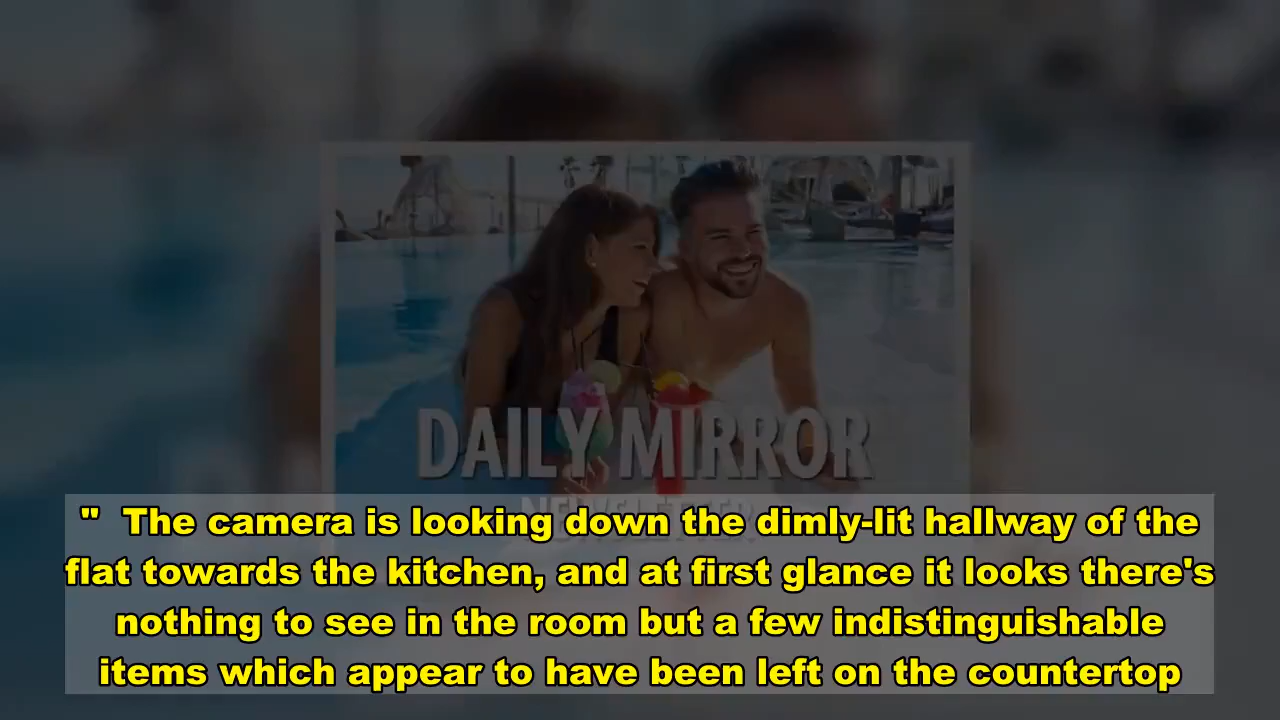 DAILY MIRROR
NEWSLETTER
"  The camera is looking down the dimly-lit hallway of the
flat towards the kitchen, and at first glance it looks there's
nothing to see in the room but a few indistinguishable
items which appear to have been left on the countertop